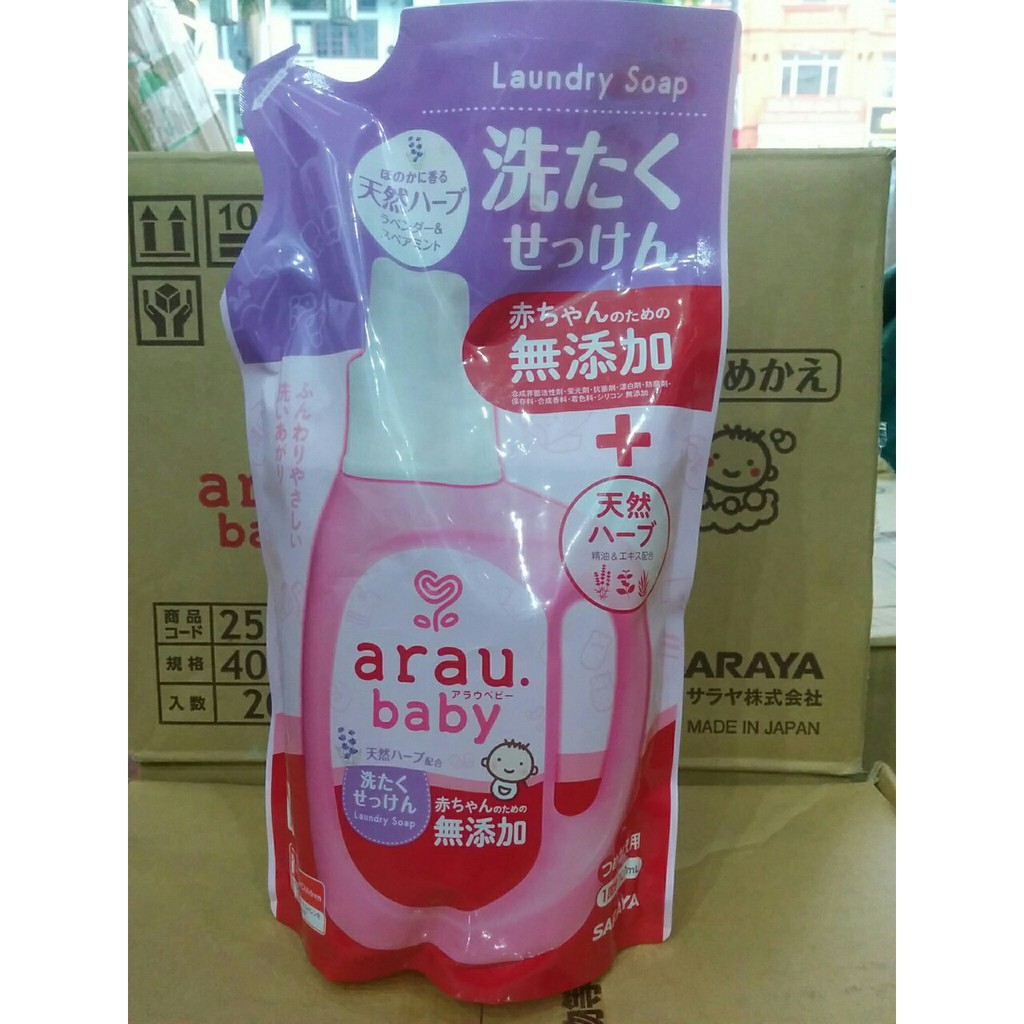 Laundry Soap
洗たく
せっけん
ほのかに香る
天然ハーブ
ラベンダー&
スペアミント
赤ちゃんのための
無添加
合成界面活性剤・蛍光剤・抗菌剤・漂白剤・防腐剤・
保存料・合成香料・着色料・シリコン 無添加
+
天然
ハーブ
精油&エキス配合
ふんわりやさしい
洗いあがり
arau.
アラウベビー
baby
天然ハーブ配合
洗たく
せっけん
Laundry Soap
赤ちゃんのための
無添加
SARAYA
10
めかえ
ar
ba
商品
コード
25
規格
40
入数
ARAYA
サラヤ株式会社
MADE IN JAPAN